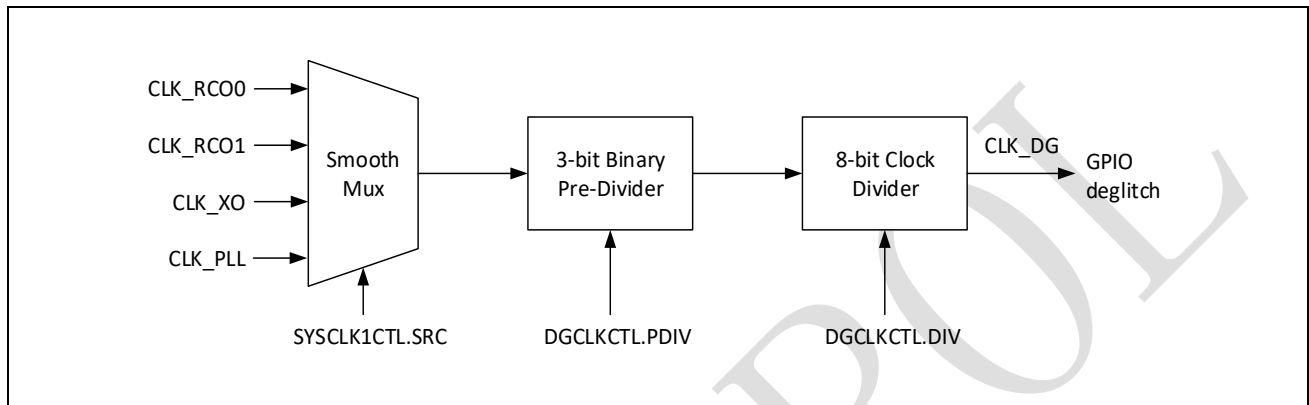 CLK_RCO0
CLK_RCO1
CLK_XO
CLK_PLL
Smooth
Mux
3-bit Binary
Pre-Divider
8-bit Clock
Divider
CLK_DG
GPIO
deglitch
SYSCLK1CTL.SRC
DGCLKCTL.PDIV
DGCLKCTL.DIV
POL